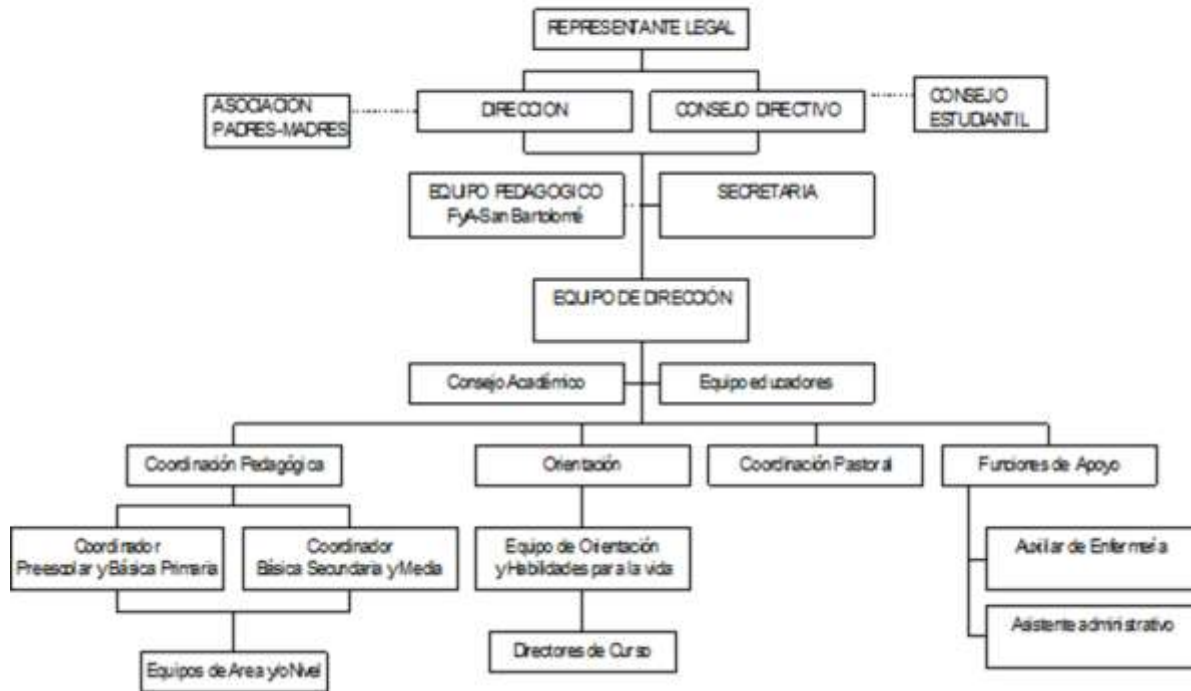 REPRESENTANTE LEGAL
ASOCIACION
PADRES-MADRES
DIRECCION
CONSEJO DIRECTIVO
CONSEJO
ESTUDIANTIL
EQUIPO PEDAGOGICO
FyA-San Bartolomé
SECRETARIA
EQUIPO DE DIRECCIÓN
Consejo Académico
Equipo educadores
Coordinación Pedagógica
Orientación
Coordinación Pastoral
Funciones de Apoyo
Coordinador
Preescolar y Básica Primaria
Coordinador
Básica Secundaria y Media
Equipo de Orientación
y Habilidades para la vida
Auxiliar de Enfermería
Asistente administrativo
Directores de Curso
Equipos de Area y/o Nivel